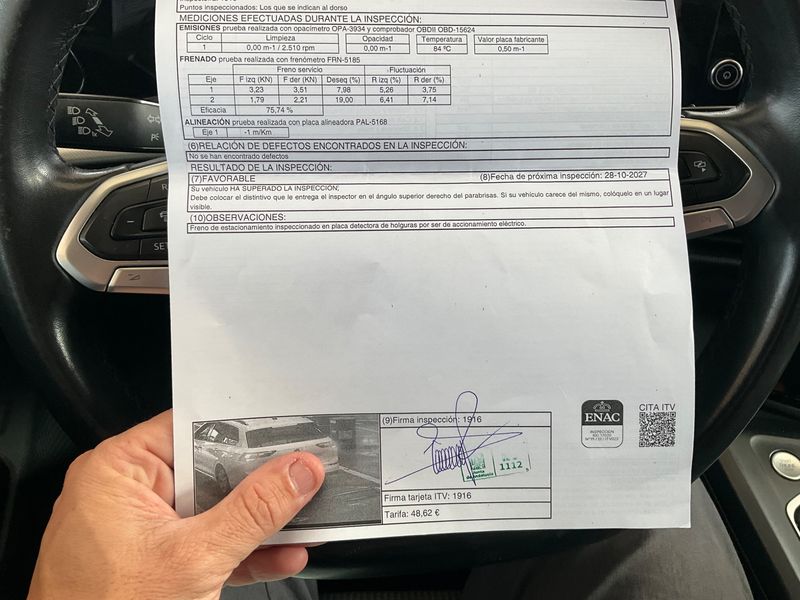 Puntos inspeccionados: Los que se indican al dorso
MEDICIONES EFECTUADAS DURANTE LA INSPECCIÓN:
EMISIONES prueba realizada con opacímetro OPA-3934 y comprobador OBDII OBD-15624
Ciclo Limpieza Opacidad Temperatura Valor placa fabricante
1 0,00 m-1 / 2.510 rpm 0,00 m-1 84 ºC 0,50 m-1
FRENADO prueba realizada con frenómetro FRN-5185
Freno servicio Fluctuación
Eje F izq (KN) F der (KN) Deseq (%) R izq (%) R der (%)
1 3,23 3,51 7,98 5,26 3,75
2 1,79 2,21 19,00 6,41 7,14
Eficacia 75,74 %
ALINEACIÓN prueba realizada con placa alineadora PAL-5168
Eje 1 -1 m/Km
(6)RELACIÓN DE DEFECTOS ENCONTRADOS EN LA INSPECCIÓN:
No se han encontrado defectos
RESULTADO DE LA INSPECCIÓN:
(7)FAVORABLE (8)Fecha de próxima inspección: 28-10-2027
Su vehículo HA SUPERADO LA INSPECCIÓN;
Debe colocar el distintivo que le entrega el inspector en el ángulo superior derecho del parabrisas. Si su vehículo carece del mismo, colóquelo en un lugar
visible.
(10)OBSERVACIONES:
Freno de estacionamiento inspeccionado en placa detectora de holguras por ser de accionamiento eléctrico.
(9)Firma inspección: 1916
ENAC
INSPECCIÓN
CITA ITV
1112
Firma tarjeta ITV: 1916
Tarifa: 48,62 €
SET
START